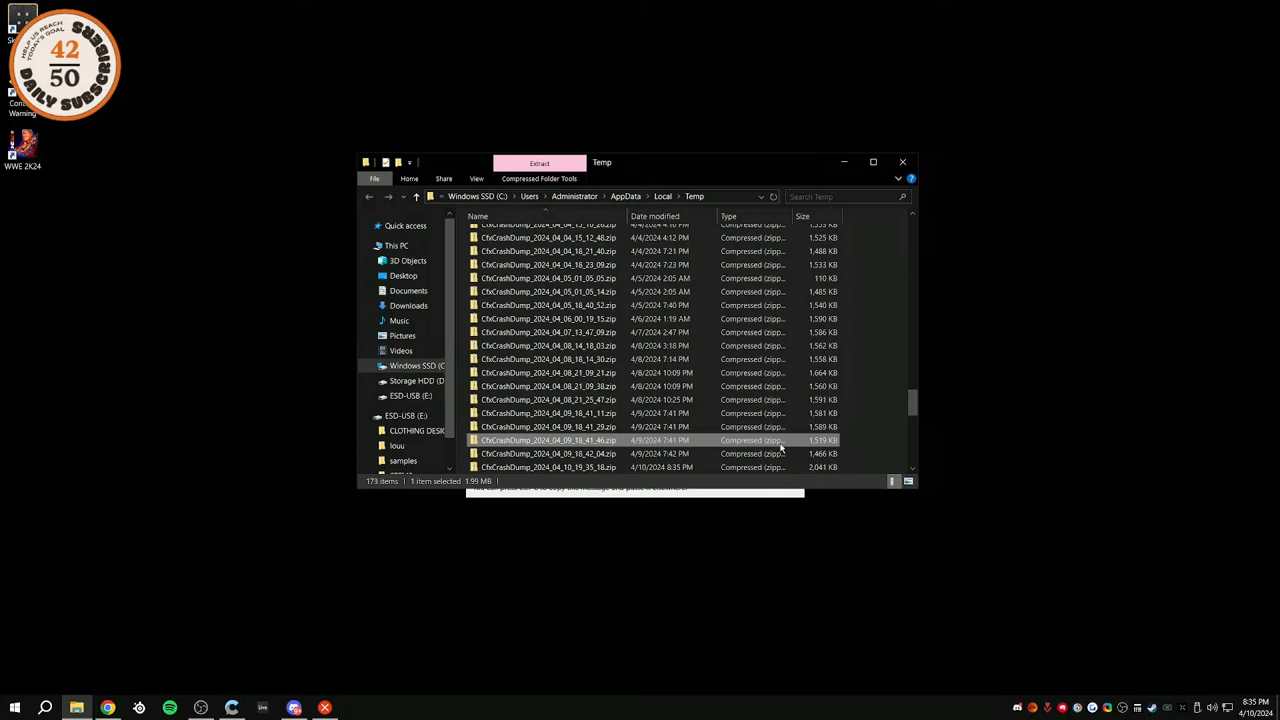 HELP US REACH
TODAY'S GOAL
42
50
DAILY SUBSCRIBERS
Warning
WWE 2K24
Extract
Temp
File Home Share View Compressed Folder Tools
« Windows SSD (C:) > Users > Administrator > AppData > Local > Temp
Search Temp
Name Date modified Type Size
CfxCrashDump_2024_04_04_15_12_48.zip 4/4/2024 4:12 PM Compressed (zipp... 1,525 KB
CfxCrashDump_2024_04_04_18_21_40.zip 4/4/2024 7:21 PM Compressed (zipp... 1,488 KB
CfxCrashDump_2024_04_04_18_23_09.zip 4/4/2024 7:23 PM Compressed (zipp... 1,533 KB
CfxCrashDump_2024_04_05_01_05_05.zip 4/5/2024 2:05 AM Compressed (zipp... 110 KB
CfxCrashDump_2024_04_05_01_05_14.zip 4/5/2024 2:05 AM Compressed (zipp... 1,485 KB
CfxCrashDump_2024_04_05_18_40_52.zip 4/5/2024 7:40 PM Compressed (zipp... 1,540 KB
CfxCrashDump_2024_04_06_00_19_15.zip 4/6/2024 1:19 AM Compressed (zipp... 1,590 KB
CfxCrashDump_2024_04_07_13_47_09.zip 4/7/2024 2:47 PM Compressed (zipp... 1,586 KB
CfxCrashDump_2024_04_08_14_18_03.zip 4/8/2024 3:18 PM Compressed (zipp... 1,562 KB
CfxCrashDump_2024_04_08_18_14_30.zip 4/8/2024 7:14 PM Compressed (zipp... 1,558 KB
CfxCrashDump_2024_04_08_21_09_21.zip 4/8/2024 10:09 PM Compressed (zipp... 1,664 KB
CfxCrashDump_2024_04_08_21_09_38.zip 4/8/2024 10:09 PM Compressed (zipp... 1,560 KB
CfxCrashDump_2024_04_08_21_25_47.zip 4/8/2024 10:25 PM Compressed (zipp... 1,591 KB
CfxCrashDump_2024_04_09_18_41_11.zip 4/9/2024 7:41 PM Compressed (zipp... 1,581 KB
CfxCrashDump_2024_04_09_18_41_29.zip 4/9/2024 7:41 PM Compressed (zipp... 1,589 KB
CfxCrashDump_2024_04_09_18_41_46.zip 4/9/2024 7:41 PM Compressed (zipp... 1,519 KB
CfxCrashDump_2024_04_09_18_42_04.zip 4/9/2024 7:42 PM Compressed (zipp... 1,466 KB
CfxCrashDump_2024_04_10_19_35_18.zip 4/10/2024 8:35 PM Compressed (zipp... 2,041 KB
Quick access
This PC
3D Objects
Desktop
Documents
Downloads
Music
Pictures
Videos
Windows SSD (C
Storage HDD (D
ESD-USB (E:)
ESD-USB (E:)
CLOTHING DESIG
louu
samples
173 items 1 item selected 1.99 MB
Live
8:35 PM
4/10/2024